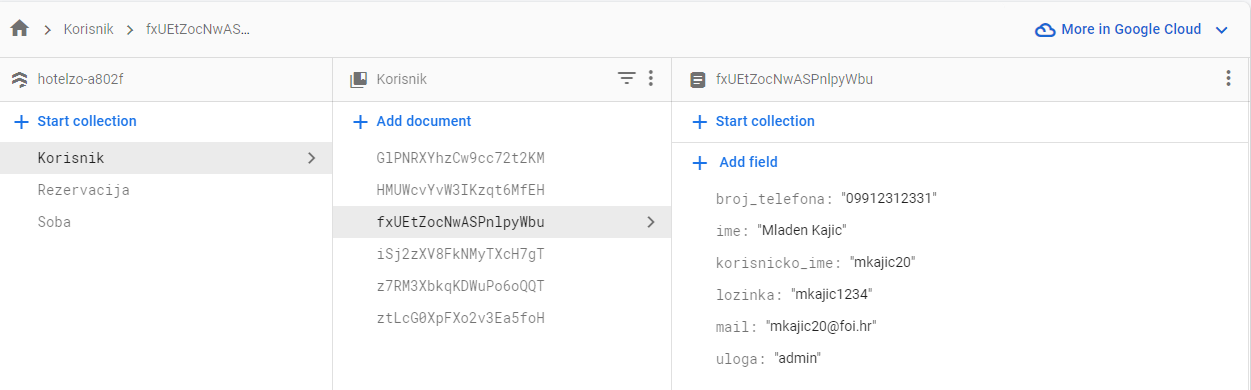 Korisnik
fxUEtZocNwAS...
More in Google Cloud
hotelzo-a802f
Korisnik
fxUEtZocNwASPnlpyWbu
Start collection
Add document
Start collection
Korisnik
Rezervacija
Soba
GlPNRXYhzCw9cc72t2KM
HMUWcvYvW3IKzqt6MfEH
fxUEtZocNwASPnlpyWbu
iSj2zXV8FkNMyTXcH7gT
z7RM3XbkqKDWuPo6oQQT
ztLcG0XpFXo2v3Ea5foH
Add field
broj_telefona: "09912312331"
ime: "Mladen Kajic"
korisnicko_ime: "mkajic20"
lozinka: "mkajic1234"
mail: "mkajic20@foi.hr"
uloga: "admin"